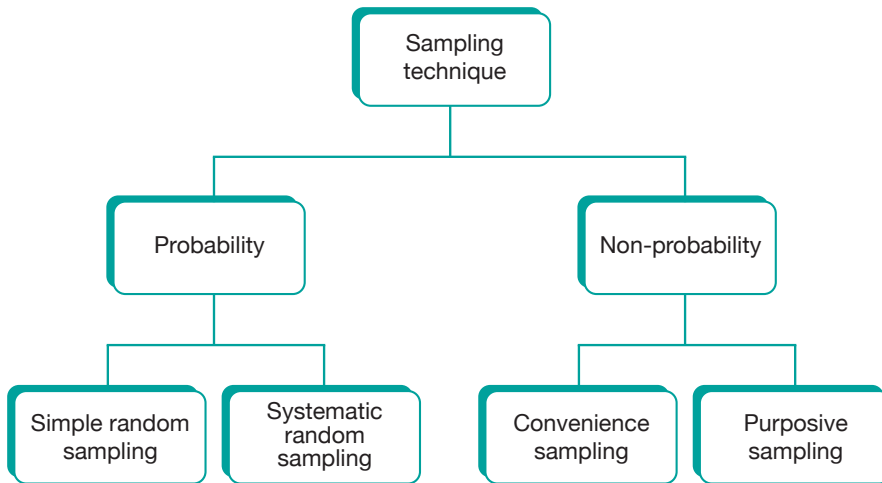 Sampling
technique
Probability
Non-probability
Simple random
sampling
Systematic
random
sampling
Convenience
sampling
Purposive
sampling